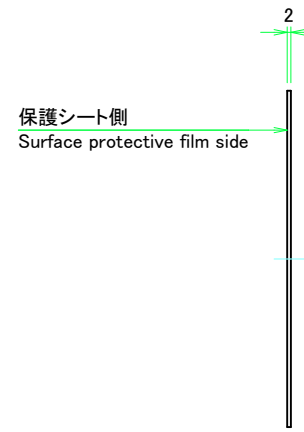 2
保護シート側
Surface protective film side